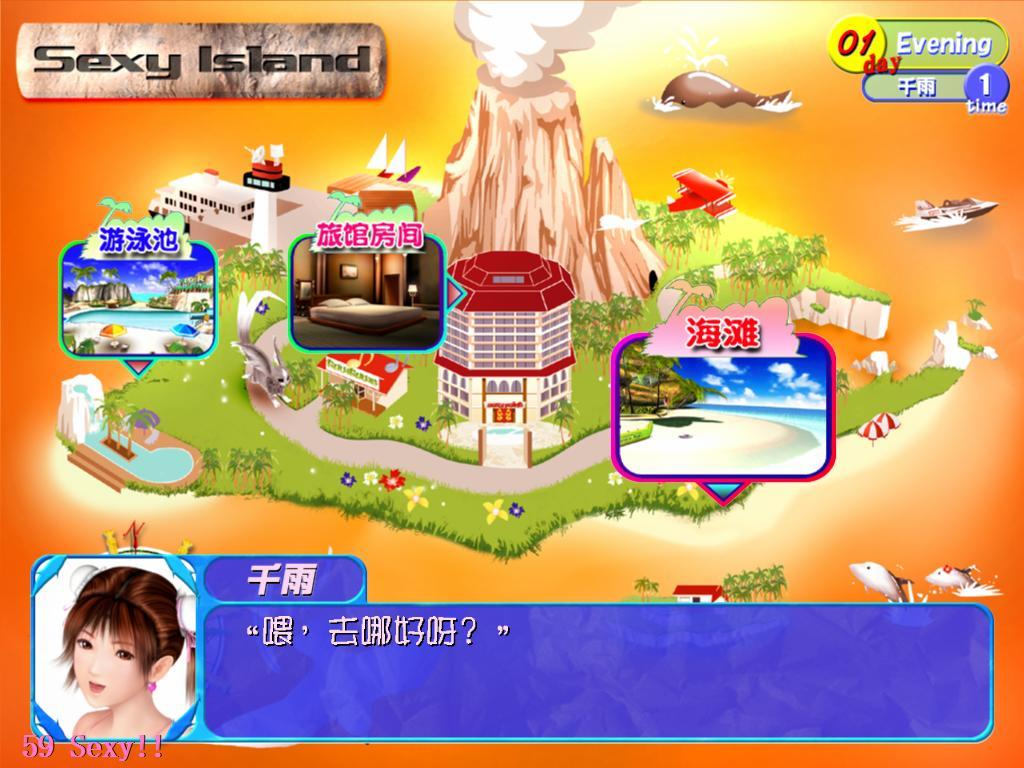 Sexy Island
01 day
Evening
千雨
1 time
游泳池
旅馆房间
海滩
千雨
“喂，去哪好呀？”
59 Sexy!!